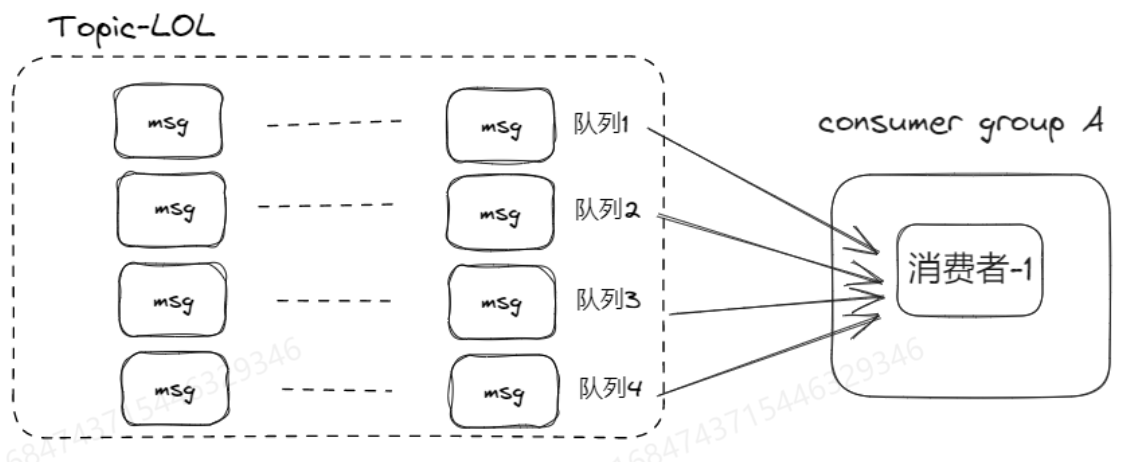 Topic-LOL
msg msg 队列1
msg msg 队列2
msg msg 队列3
msg msg 队列4
consumer group A
消费者-1
1684743715446329346
1684743715446329346